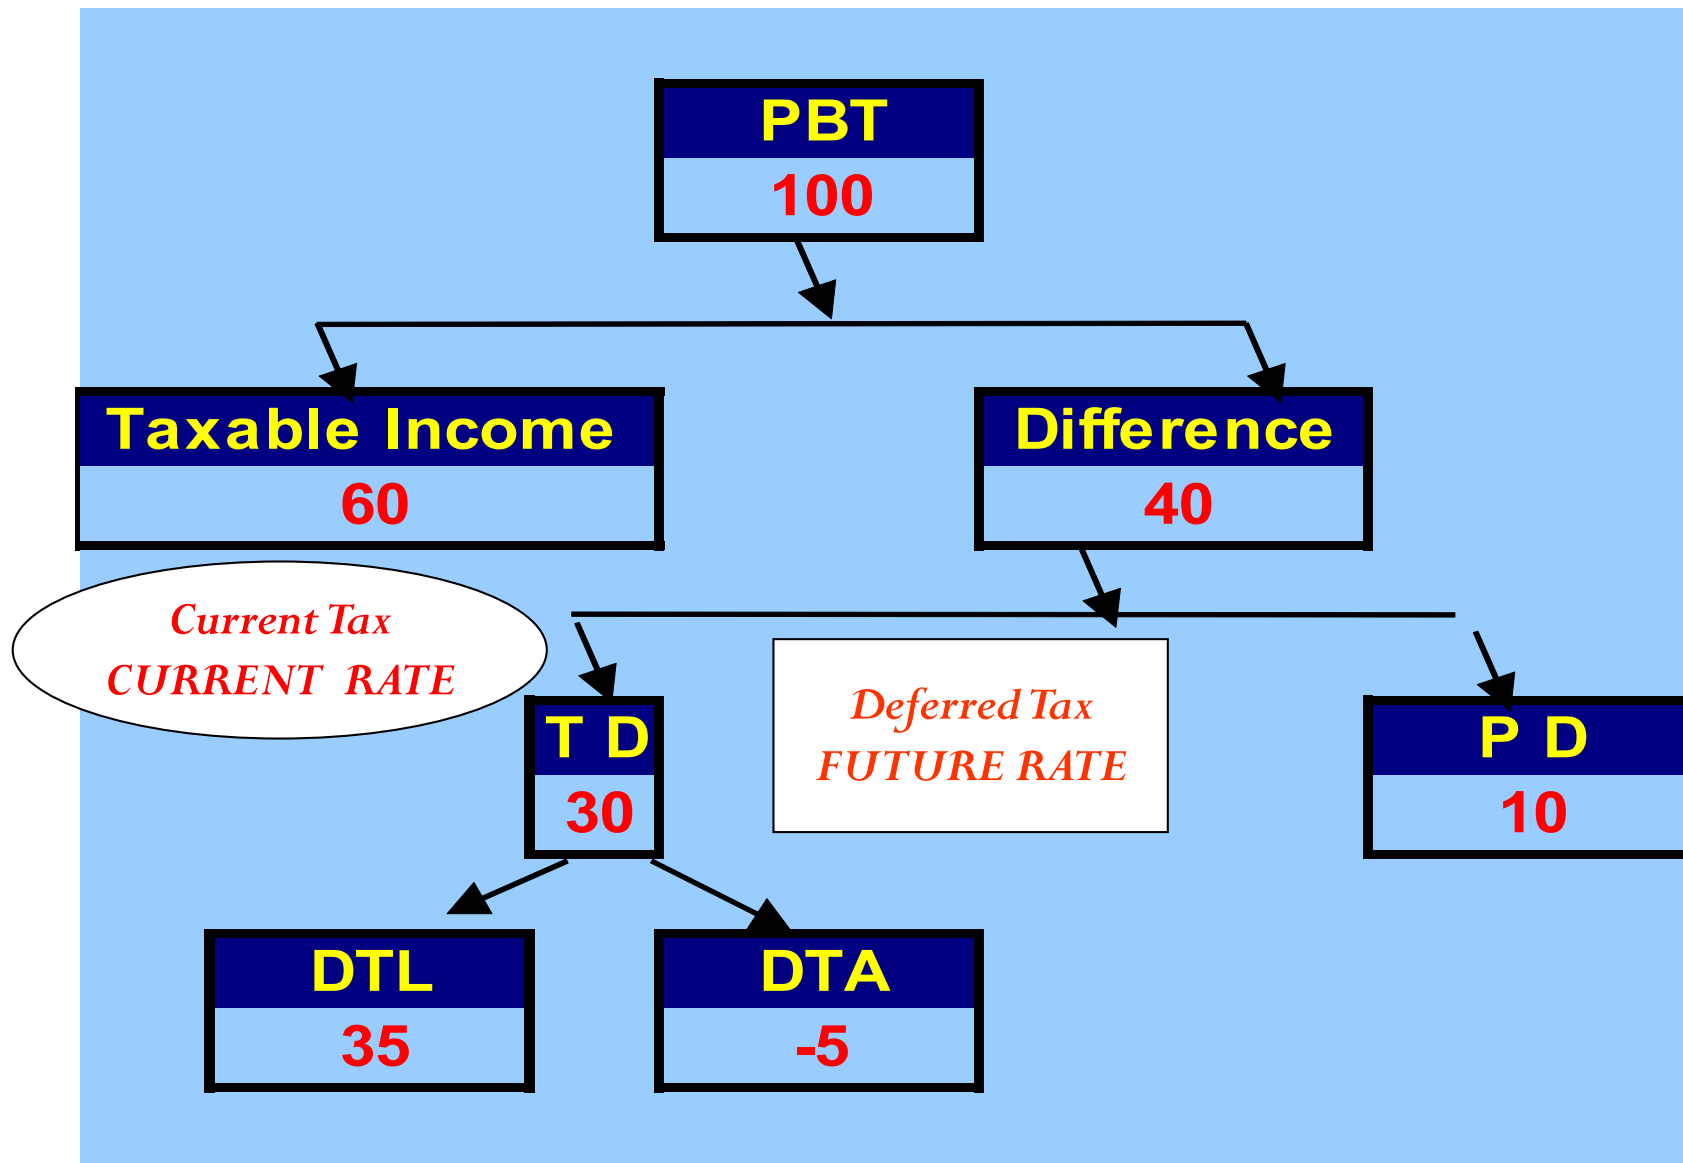 PBT
100
Taxable Income
60
Difference
40
Current Tax
CURRENT RATE
T D
30
Deferred Tax
FUTURE RATE
P D
10
DTL
35
DTA
-5